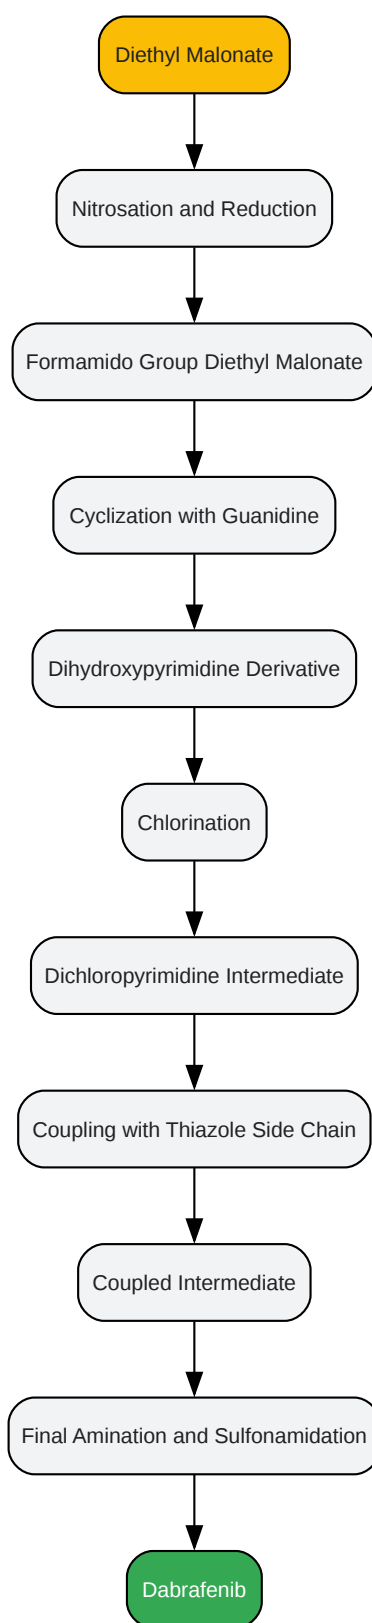 Diethyl Malonate
Nitrosation and Reduction
Formamido Group Diethyl Malonate
Cyclization with Guanidine
Dihydroxypyrimidine Derivative
Chlorination
Dichloropyrimidine Intermediate
Coupling with Thiazole Side Chain
Coupled Intermediate
Final Amination and Sulfonamidation
Dabrafenib